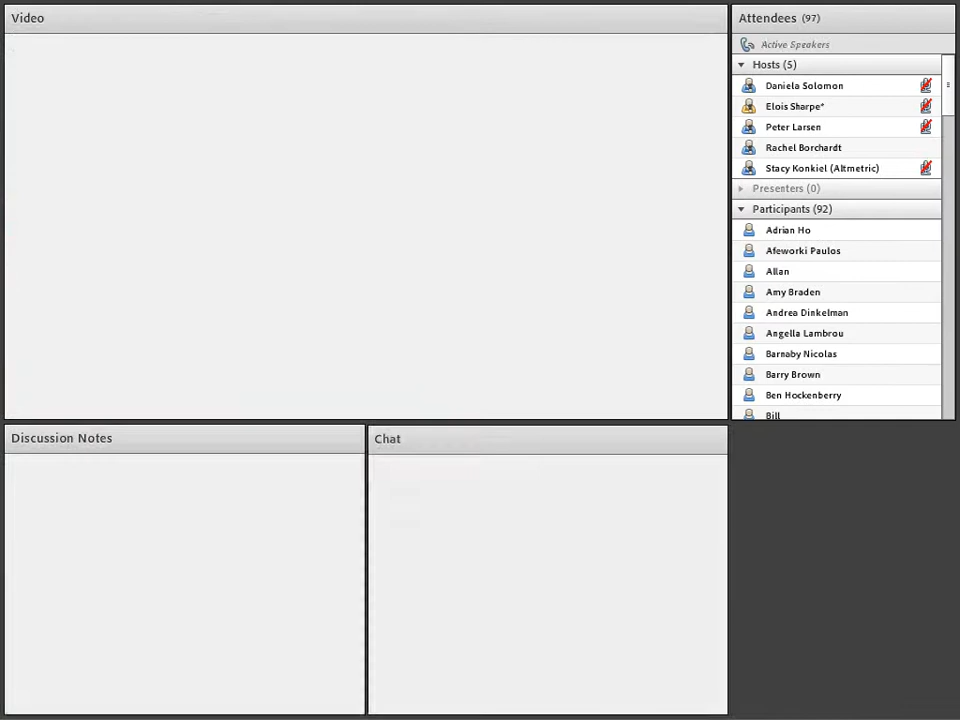 Video
Attendees (97)
Active Speakers
Hosts (5)
Daniela Solomon
Elois Sharpe*
Peter Larsen
Rachel Borchardt
Stacy Konkiel (Altmetric)
Presenters (0)
Participants (92)
Adrian Ho
Afeworki Paulos
Allan
Amy Braden
Andrea Dinkelman
Angella Lambrou
Barnaby Nicolas
Barry Brown
Ben Hockenberry
Bill
Discussion Notes
Chat